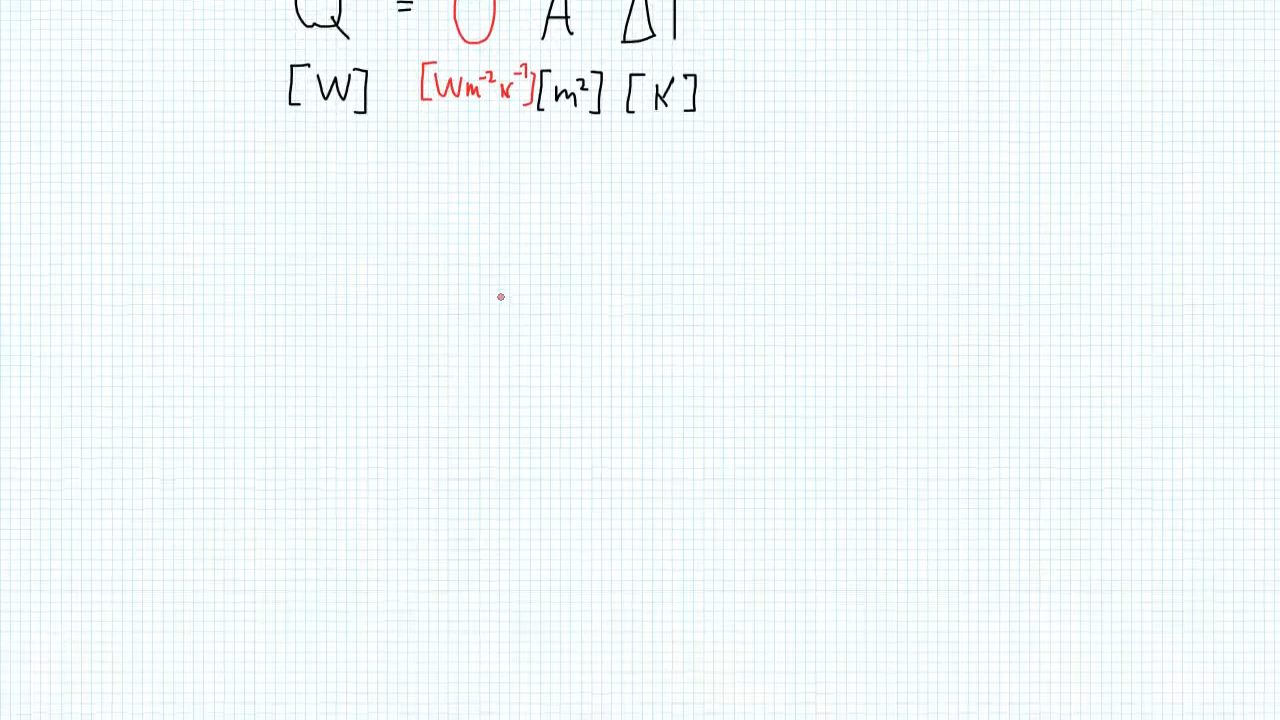 Q = U A ΔT
[W] [Wm⁻²K⁻¹] [m²] [K]